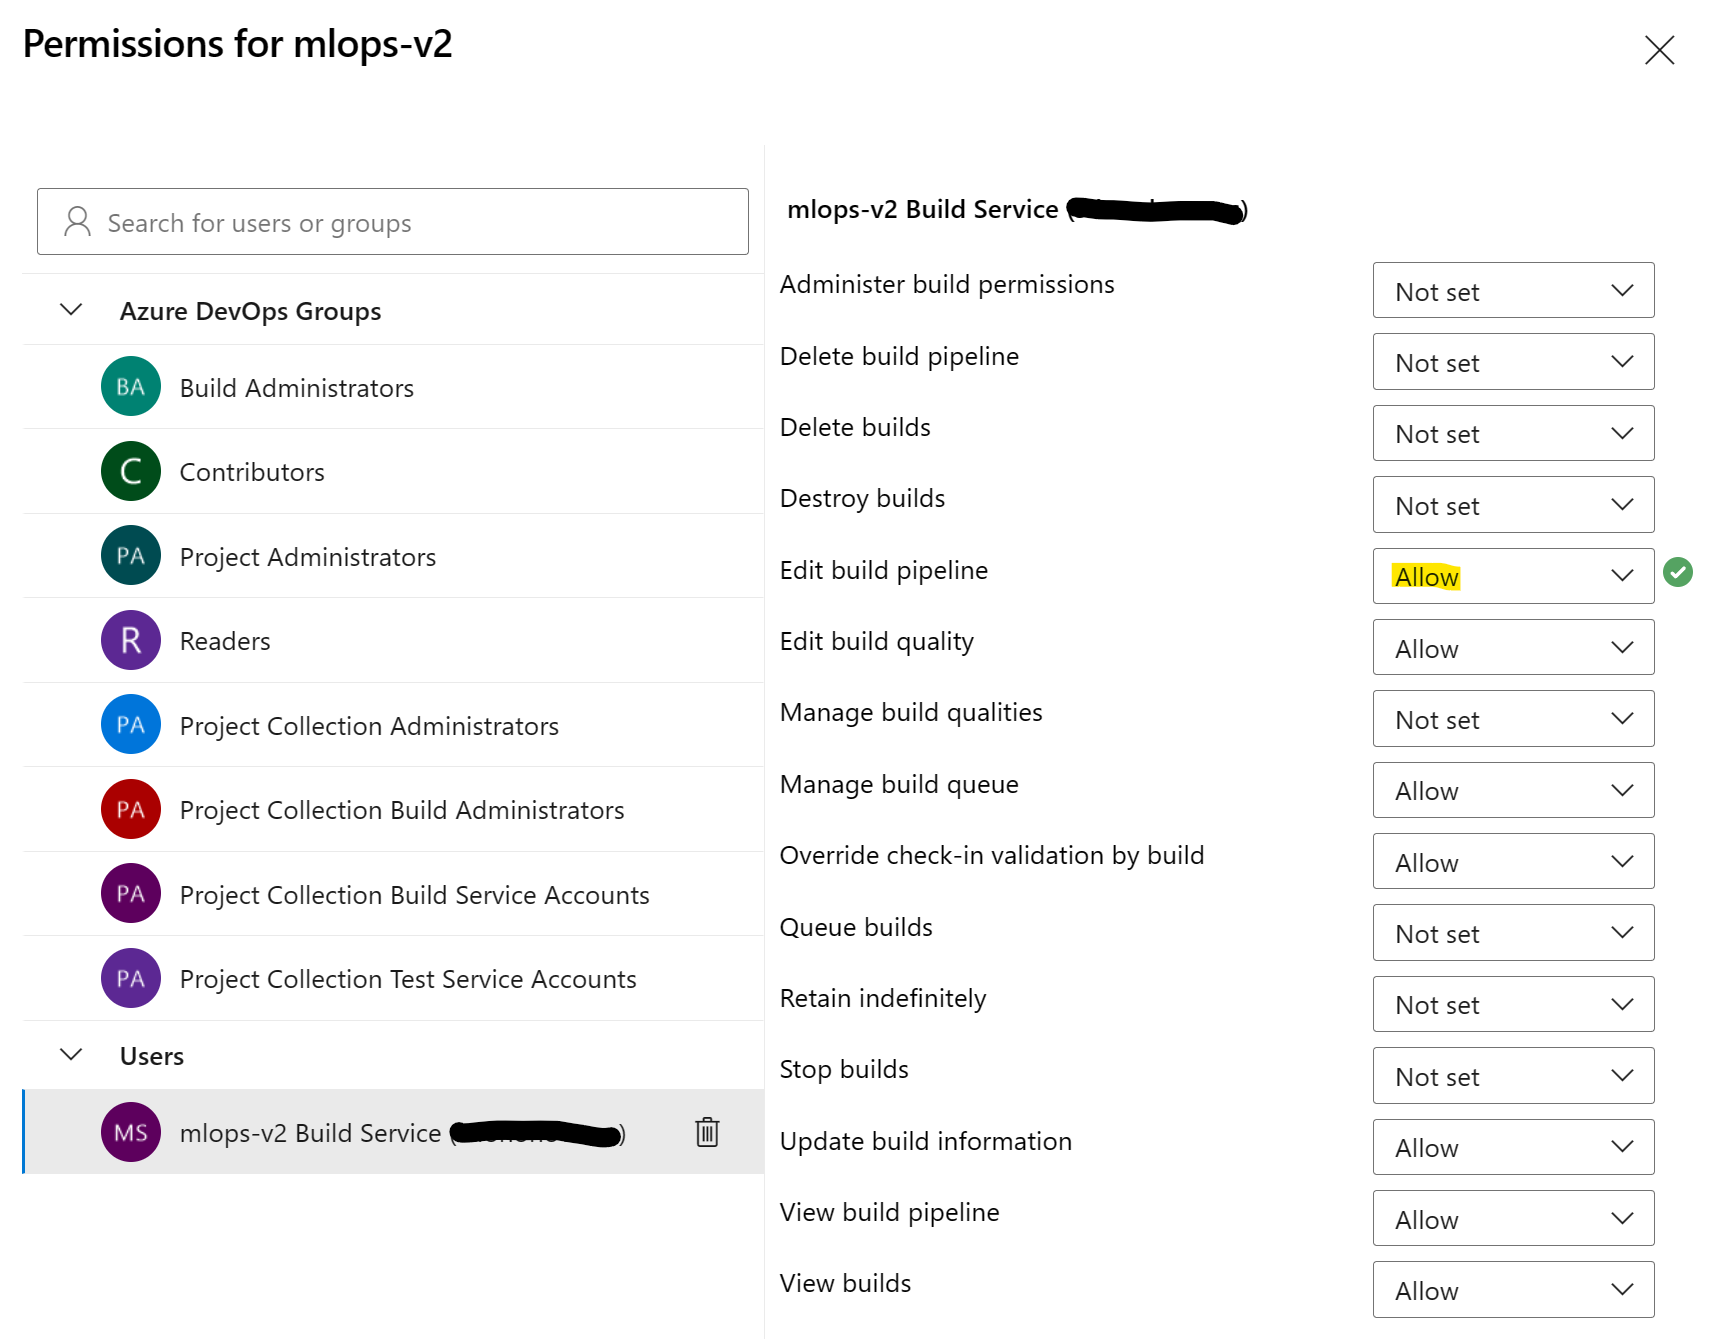 Permissions for mlops-v2
Search for users or groups
Azure DevOps Groups
BA Build Administrators
C Contributors
PA Project Administrators
R Readers
PA Project Collection Administrators
PA Project Collection Build Administrators
PA Project Collection Build Service Accounts
PA Project Collection Test Service Accounts
Users
MS mlops-v2 Build Service ( )
mlops-v2 Build Service ( )
Administer build permissions Not set
Delete build pipeline Not set
Delete builds Not set
Destroy builds Not set
Edit build pipeline Allow
Edit build quality Allow
Manage build qualities Not set
Manage build queue Allow
Override check-in validation by build Allow
Queue builds Not set
Retain indefinitely Not set
Stop builds Not set
Update build information Allow
View build pipeline Allow
View builds Allow